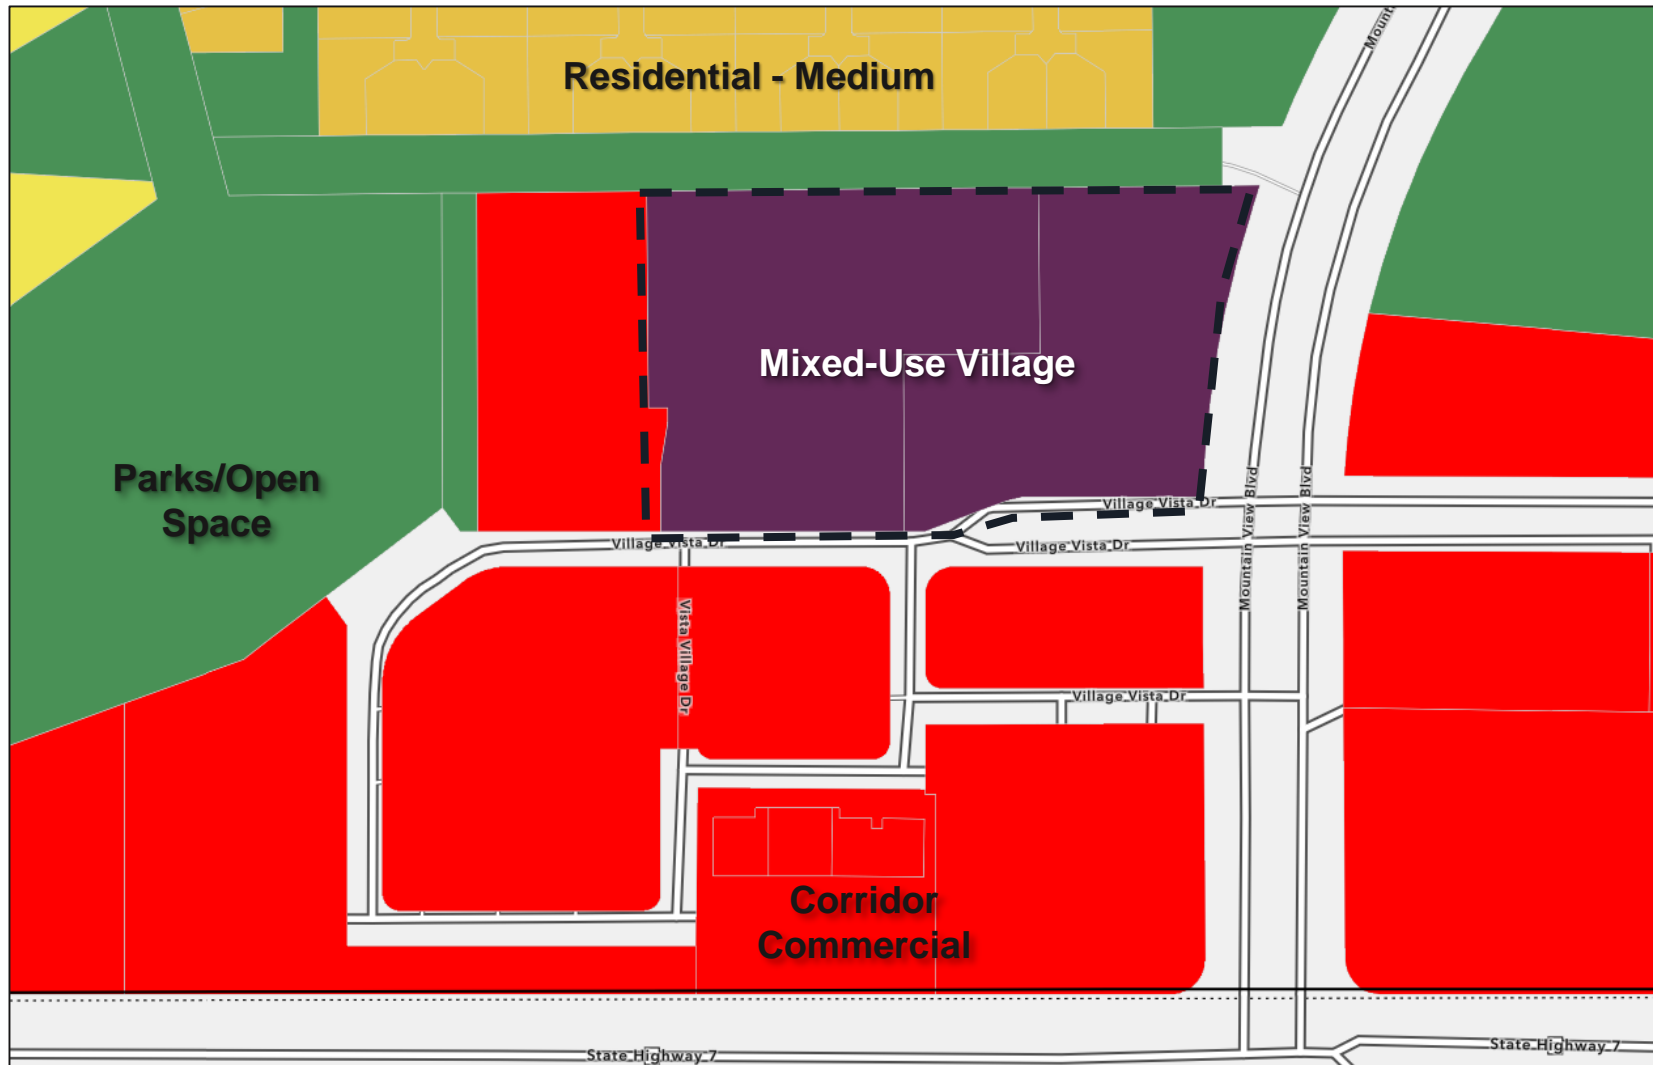 Mount
Residential - Medium
Mixed-Use Village
Parks/Open
Space
Village Vista Dr
Village Vista Dr
Village Vista Dr
Mountain View Blvd
Mountain View Blvd
Vista Village Dr
Village Vista Dr
Corridor
Commercial
State Highway 7
State Highway 7